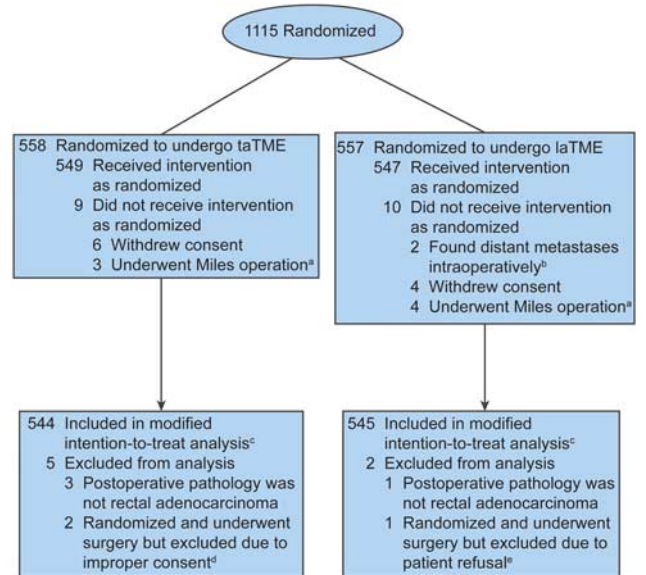 1115 Randomized
558 Randomized to undergo taTME
549 Received intervention
as randomized
9 Did not receive intervention
as randomized
6 Withdrew consent
3 Underwent Miles operationᵃ
557 Randomized to undergo laTME
547 Received intervention
as randomized
10 Did not receive intervention
as randomized
2 Found distant metastases
intraoperativelyᵇ
4 Withdrew consent
4 Underwent Miles operationᵃ
544 Included in modified
intention-to-treat analysisᶜ
5 Excluded from analysis
3 Postoperative pathology was
not rectal adenocarcinoma
2 Randomized and underwent
surgery but excluded due to
improper consentᵈ
545 Included in modified
intention-to-treat analysisᶜ
2 Excluded from analysis
1 Postoperative pathology was
not rectal adenocarcinoma
1 Randomized and underwent
surgery but excluded due to
patient refusalᵉ